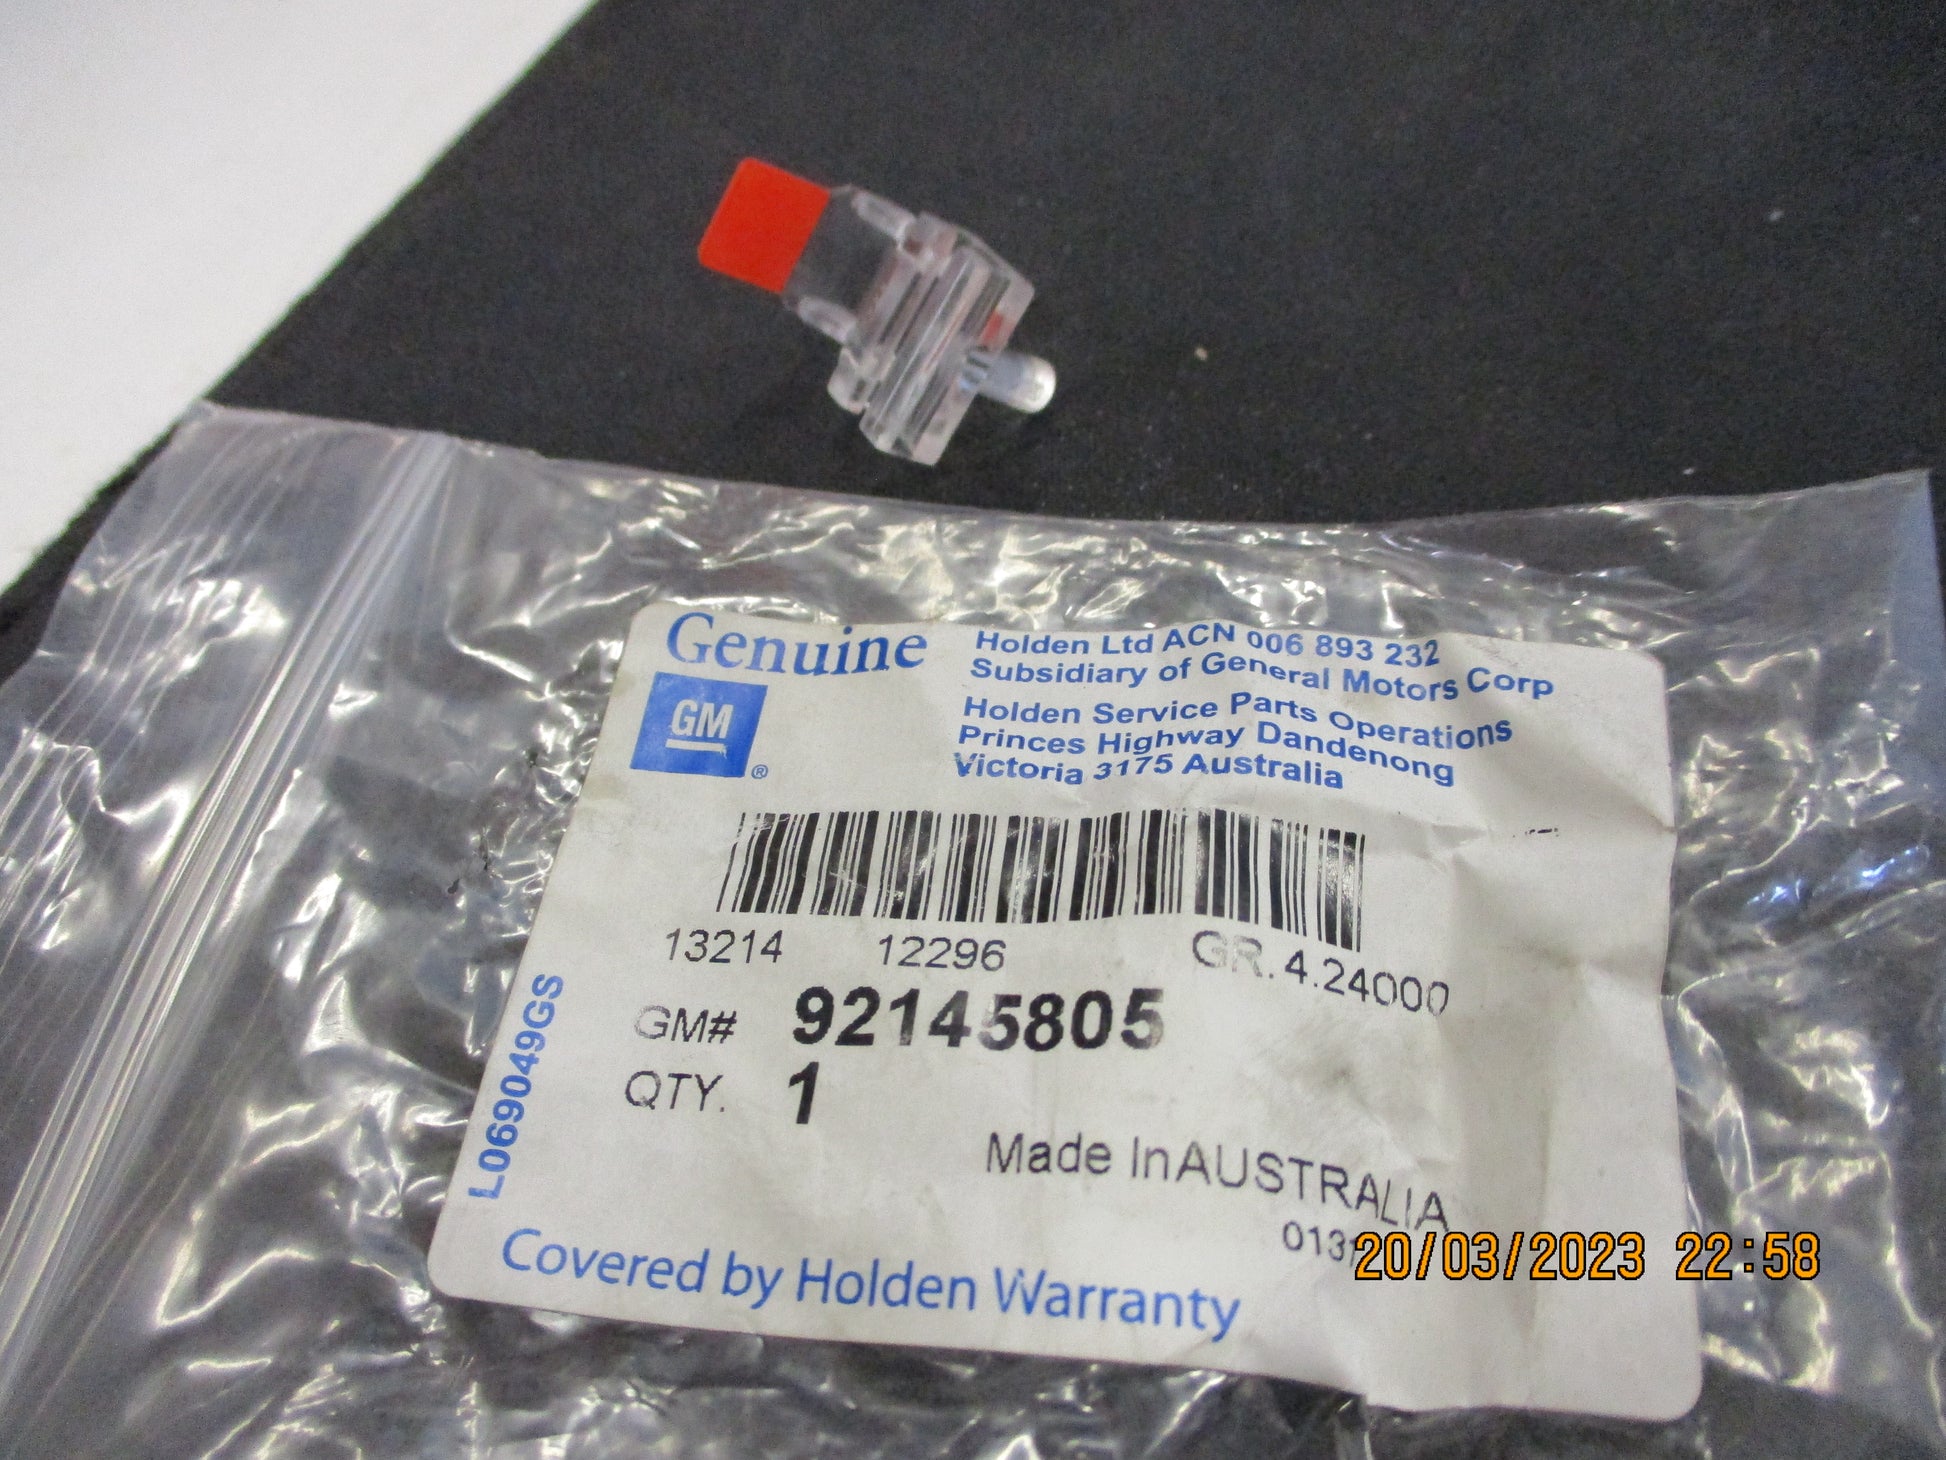 Genuine
GM
®
Holden Ltd ACN 006 893 232
Subsidiary of General Motors Corp
Holden Service Parts Operations
Princes Highway Dandenong
Victoria 3175 Australia
13214 12296 GR. 4.24000
GM# 92145805
QTY. 1
Made In AUSTRALIA
L069049GS
Covered by Holden Warranty
20/03/2023 22:58